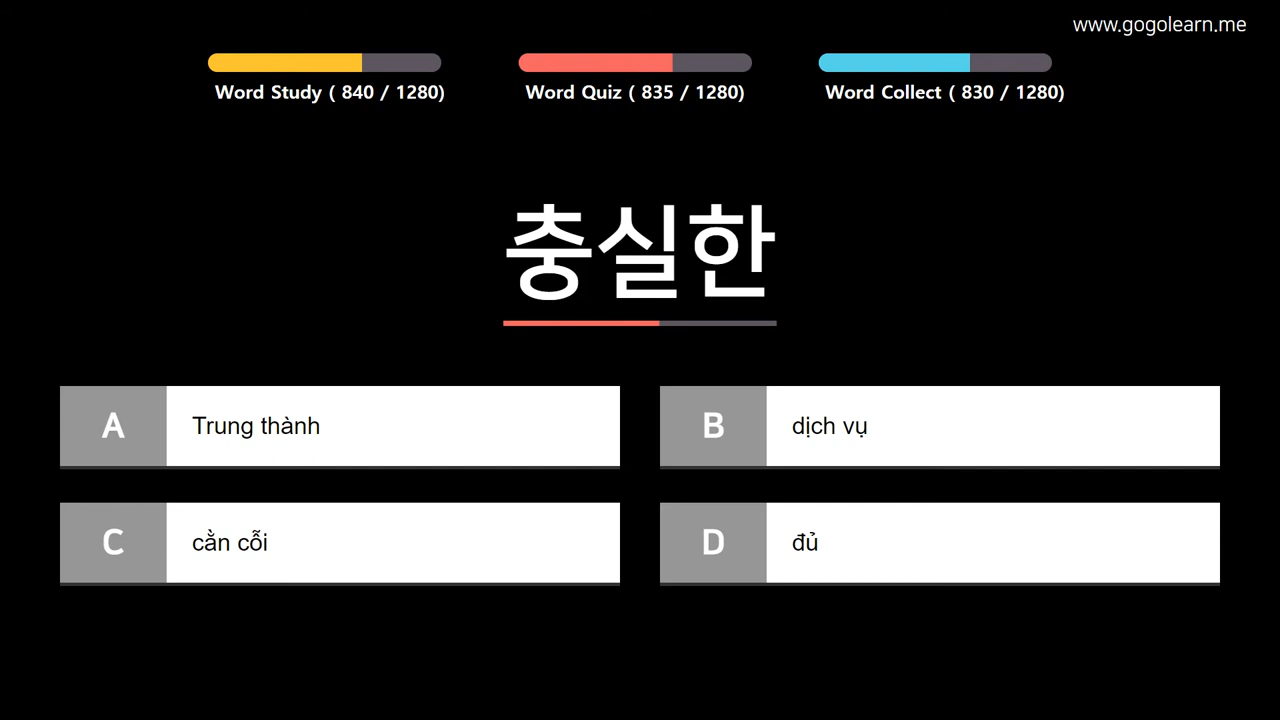 www.gogolearn.me
Word Study ( 840 / 1280)
Word Quiz ( 835 / 1280)
Word Collect ( 830 / 1280)
충실한
A Trung thành
B dịch vụ
C cằn cỗi
D đủ